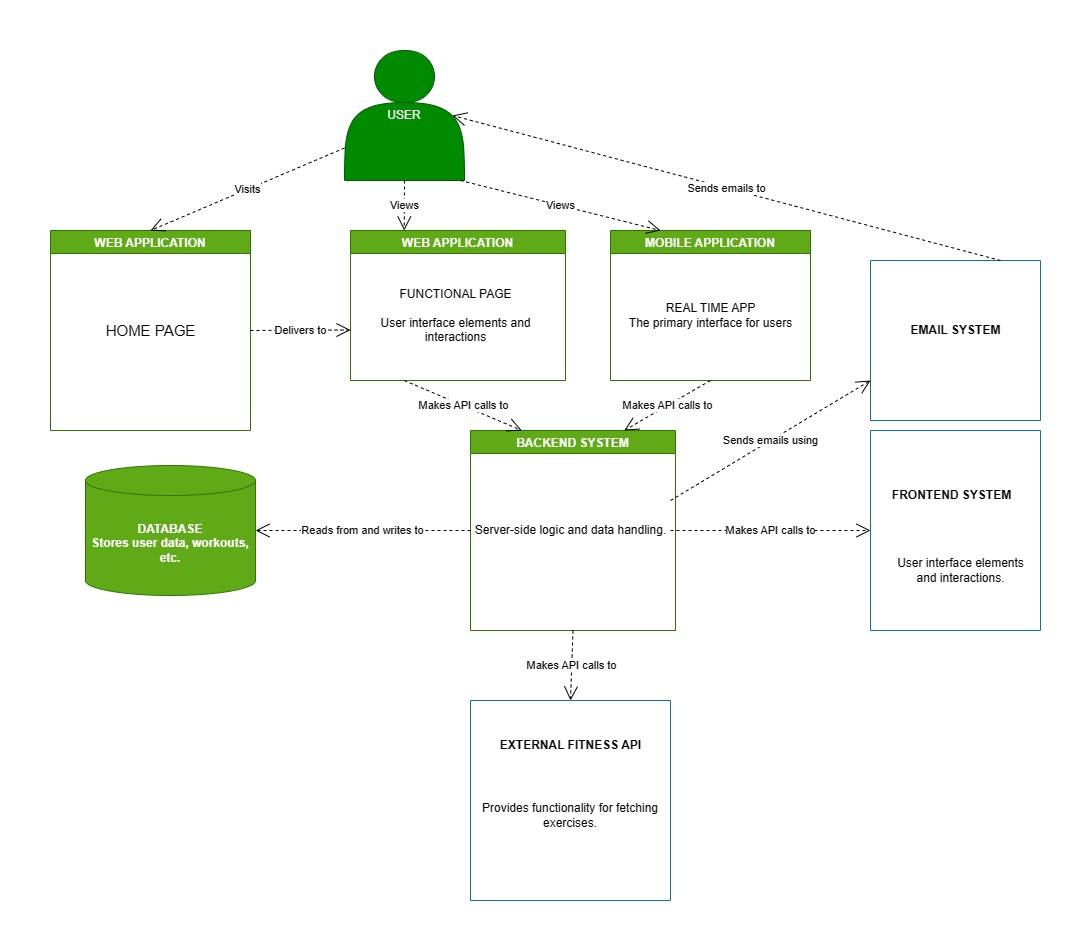 USER
Sends emails to
Visits
Views
Views
WEB APPLICATION
HOME PAGE
WEB APPLICATION
FUNCTIONAL PAGE
User interface elements and
interactions
MOBILE APPLICATION
REAL TIME APP
The primary interface for users
Delivers to
EMAIL SYSTEM
Makes API calls to
Makes API calls to
Sends emails using
BACKEND SYSTEM
Server-side logic and data handling.
DATABASE
Stores user data, workouts,
etc.
Reads from and writes to
Makes API calls to
FRONTEND SYSTEM
User interface elements
and interactions.
Makes API calls to
EXTERNAL FITNESS API
Provides functionality for fetching
exercises.